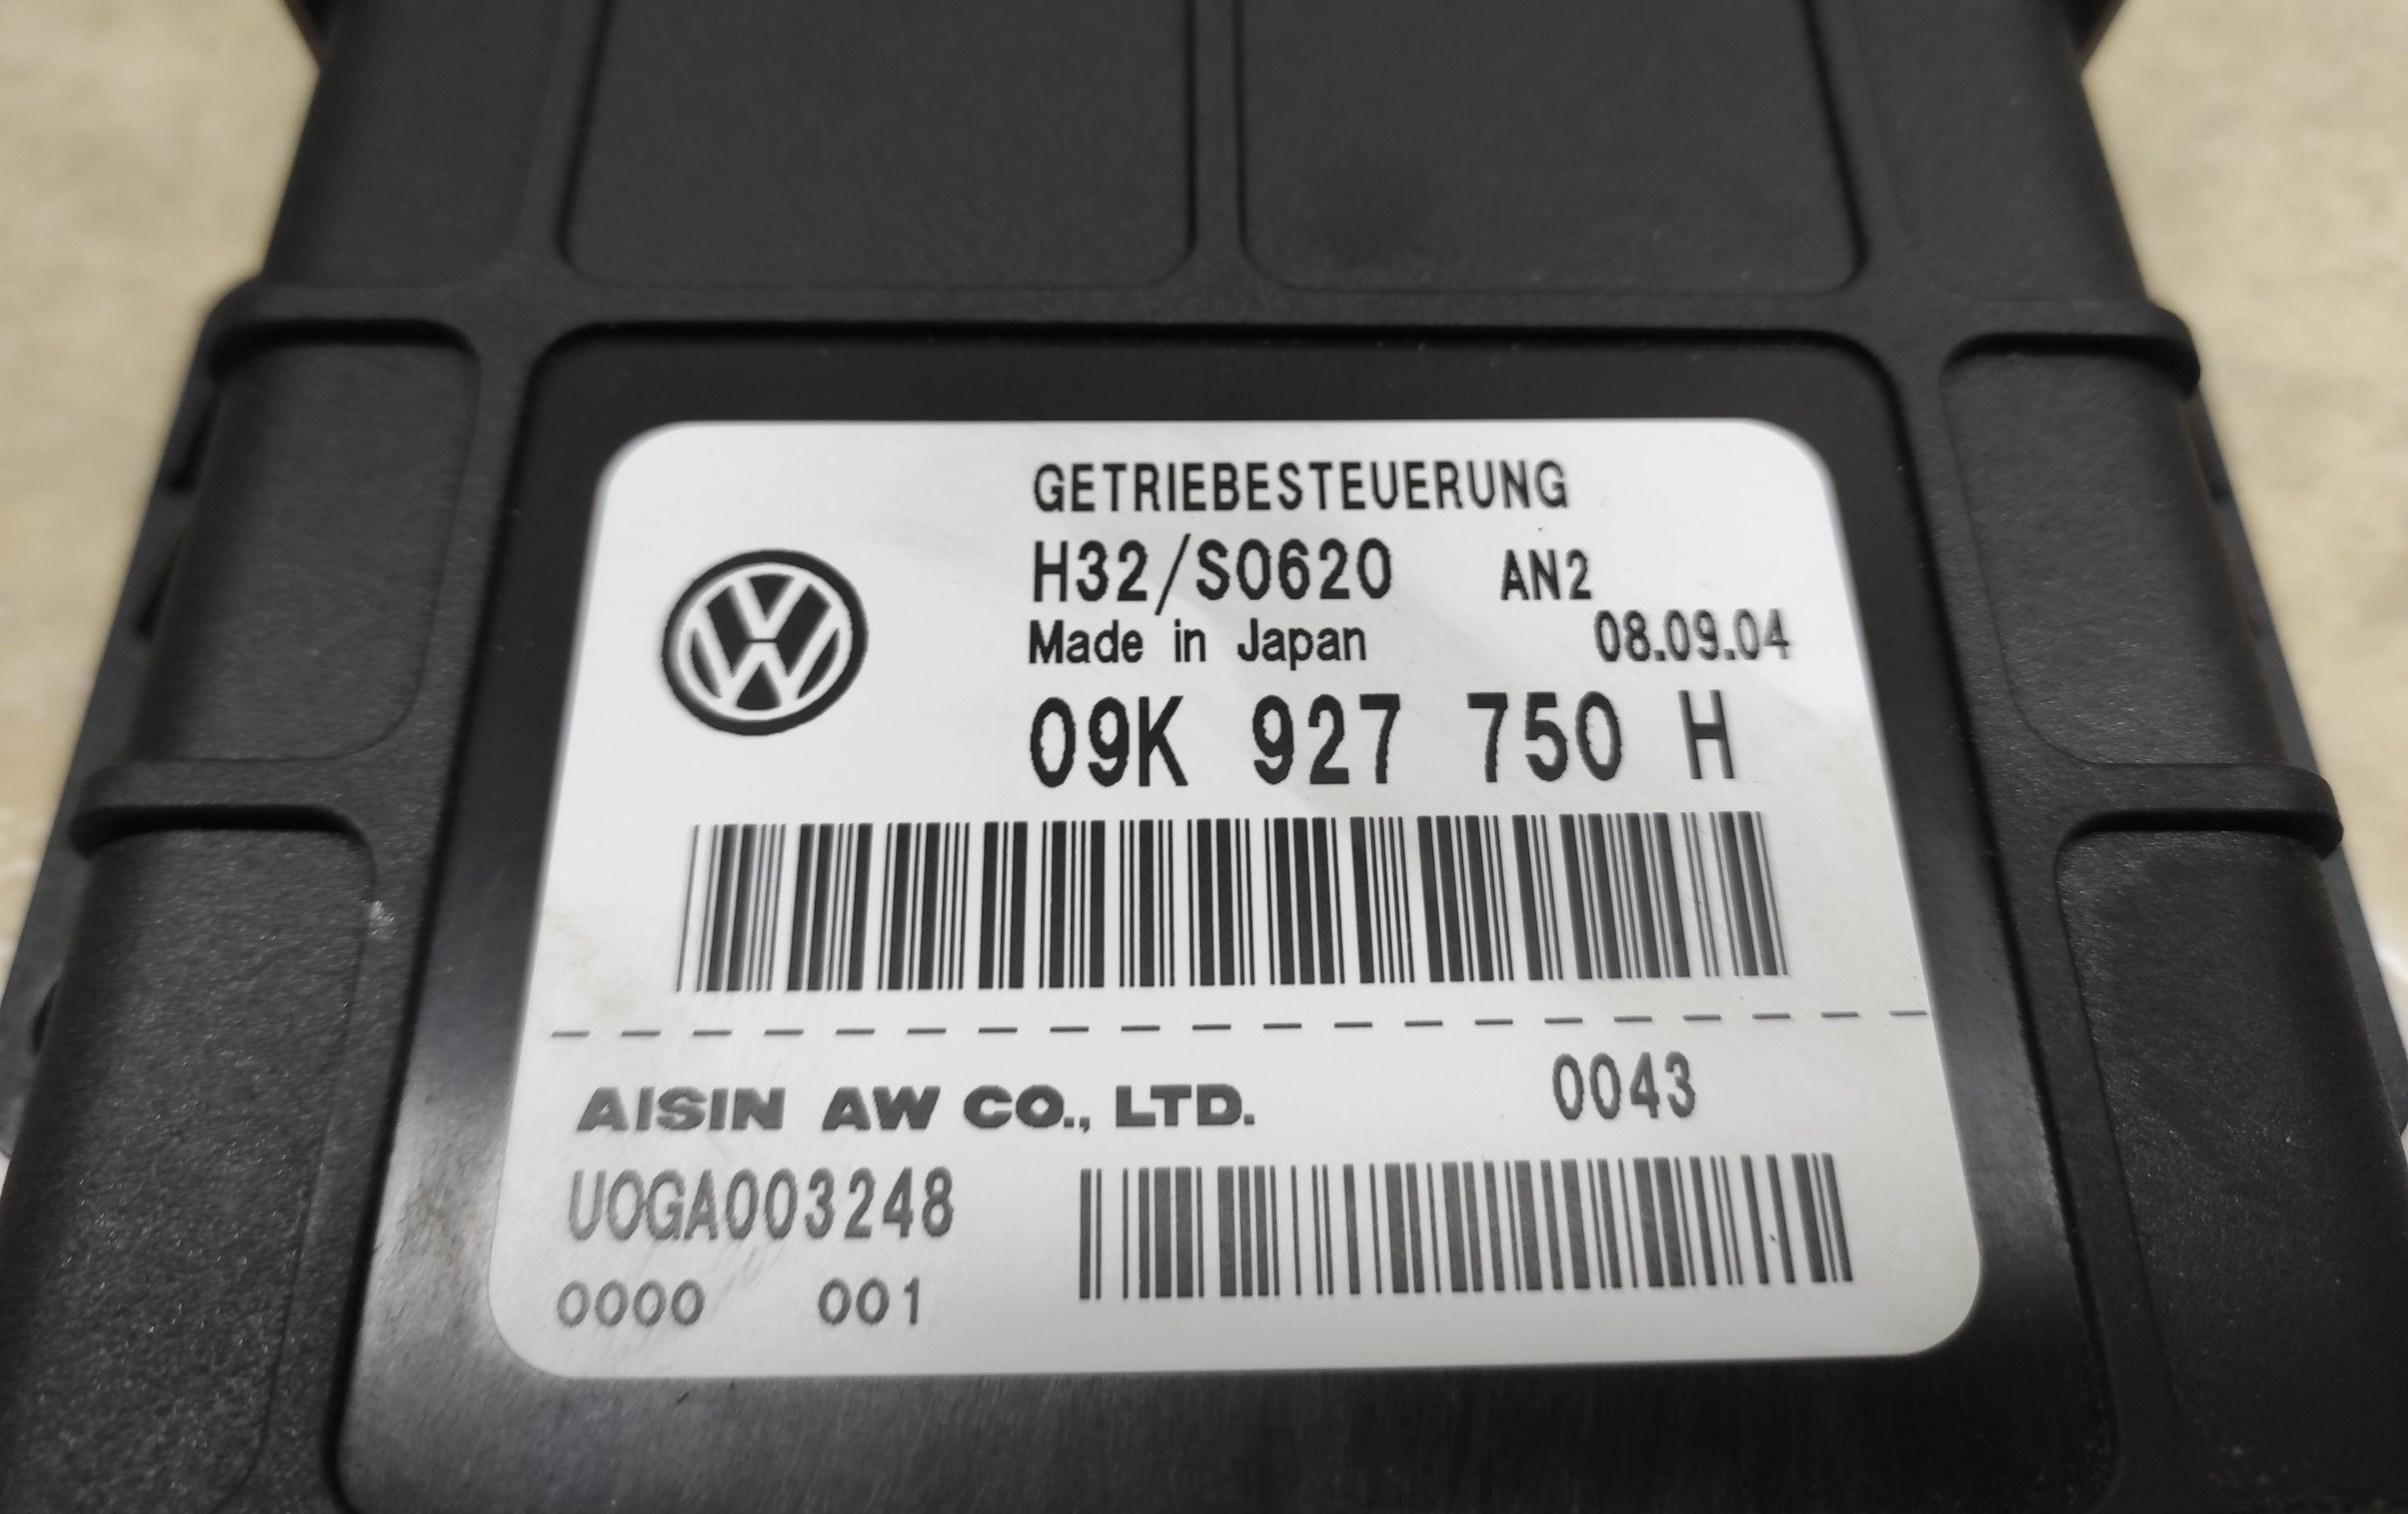 GETRIEBESTEUERUNG
H32/S0620 AN2
Made in Japan 08.09.04
09K 927 750 H
AISIN AW CO., LTD. 0043
U0GA003248
0000 001